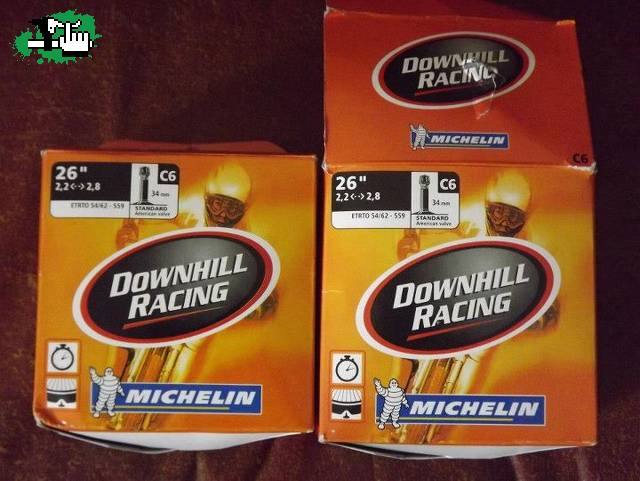 DOWNHILL
RACING
MICHELIN
C6
26"
2,2<-->2,8
ETRTO 54/62 - 559
C6
34 mm
STANDARD
American valve
DOWNHILL
RACING
MICHELIN
26"
2,2<-->2,8
ETRTO 54/62 - 559
C6
34 mm
STANDARD
American valve
DOWNHILL
RACING
MICHELIN